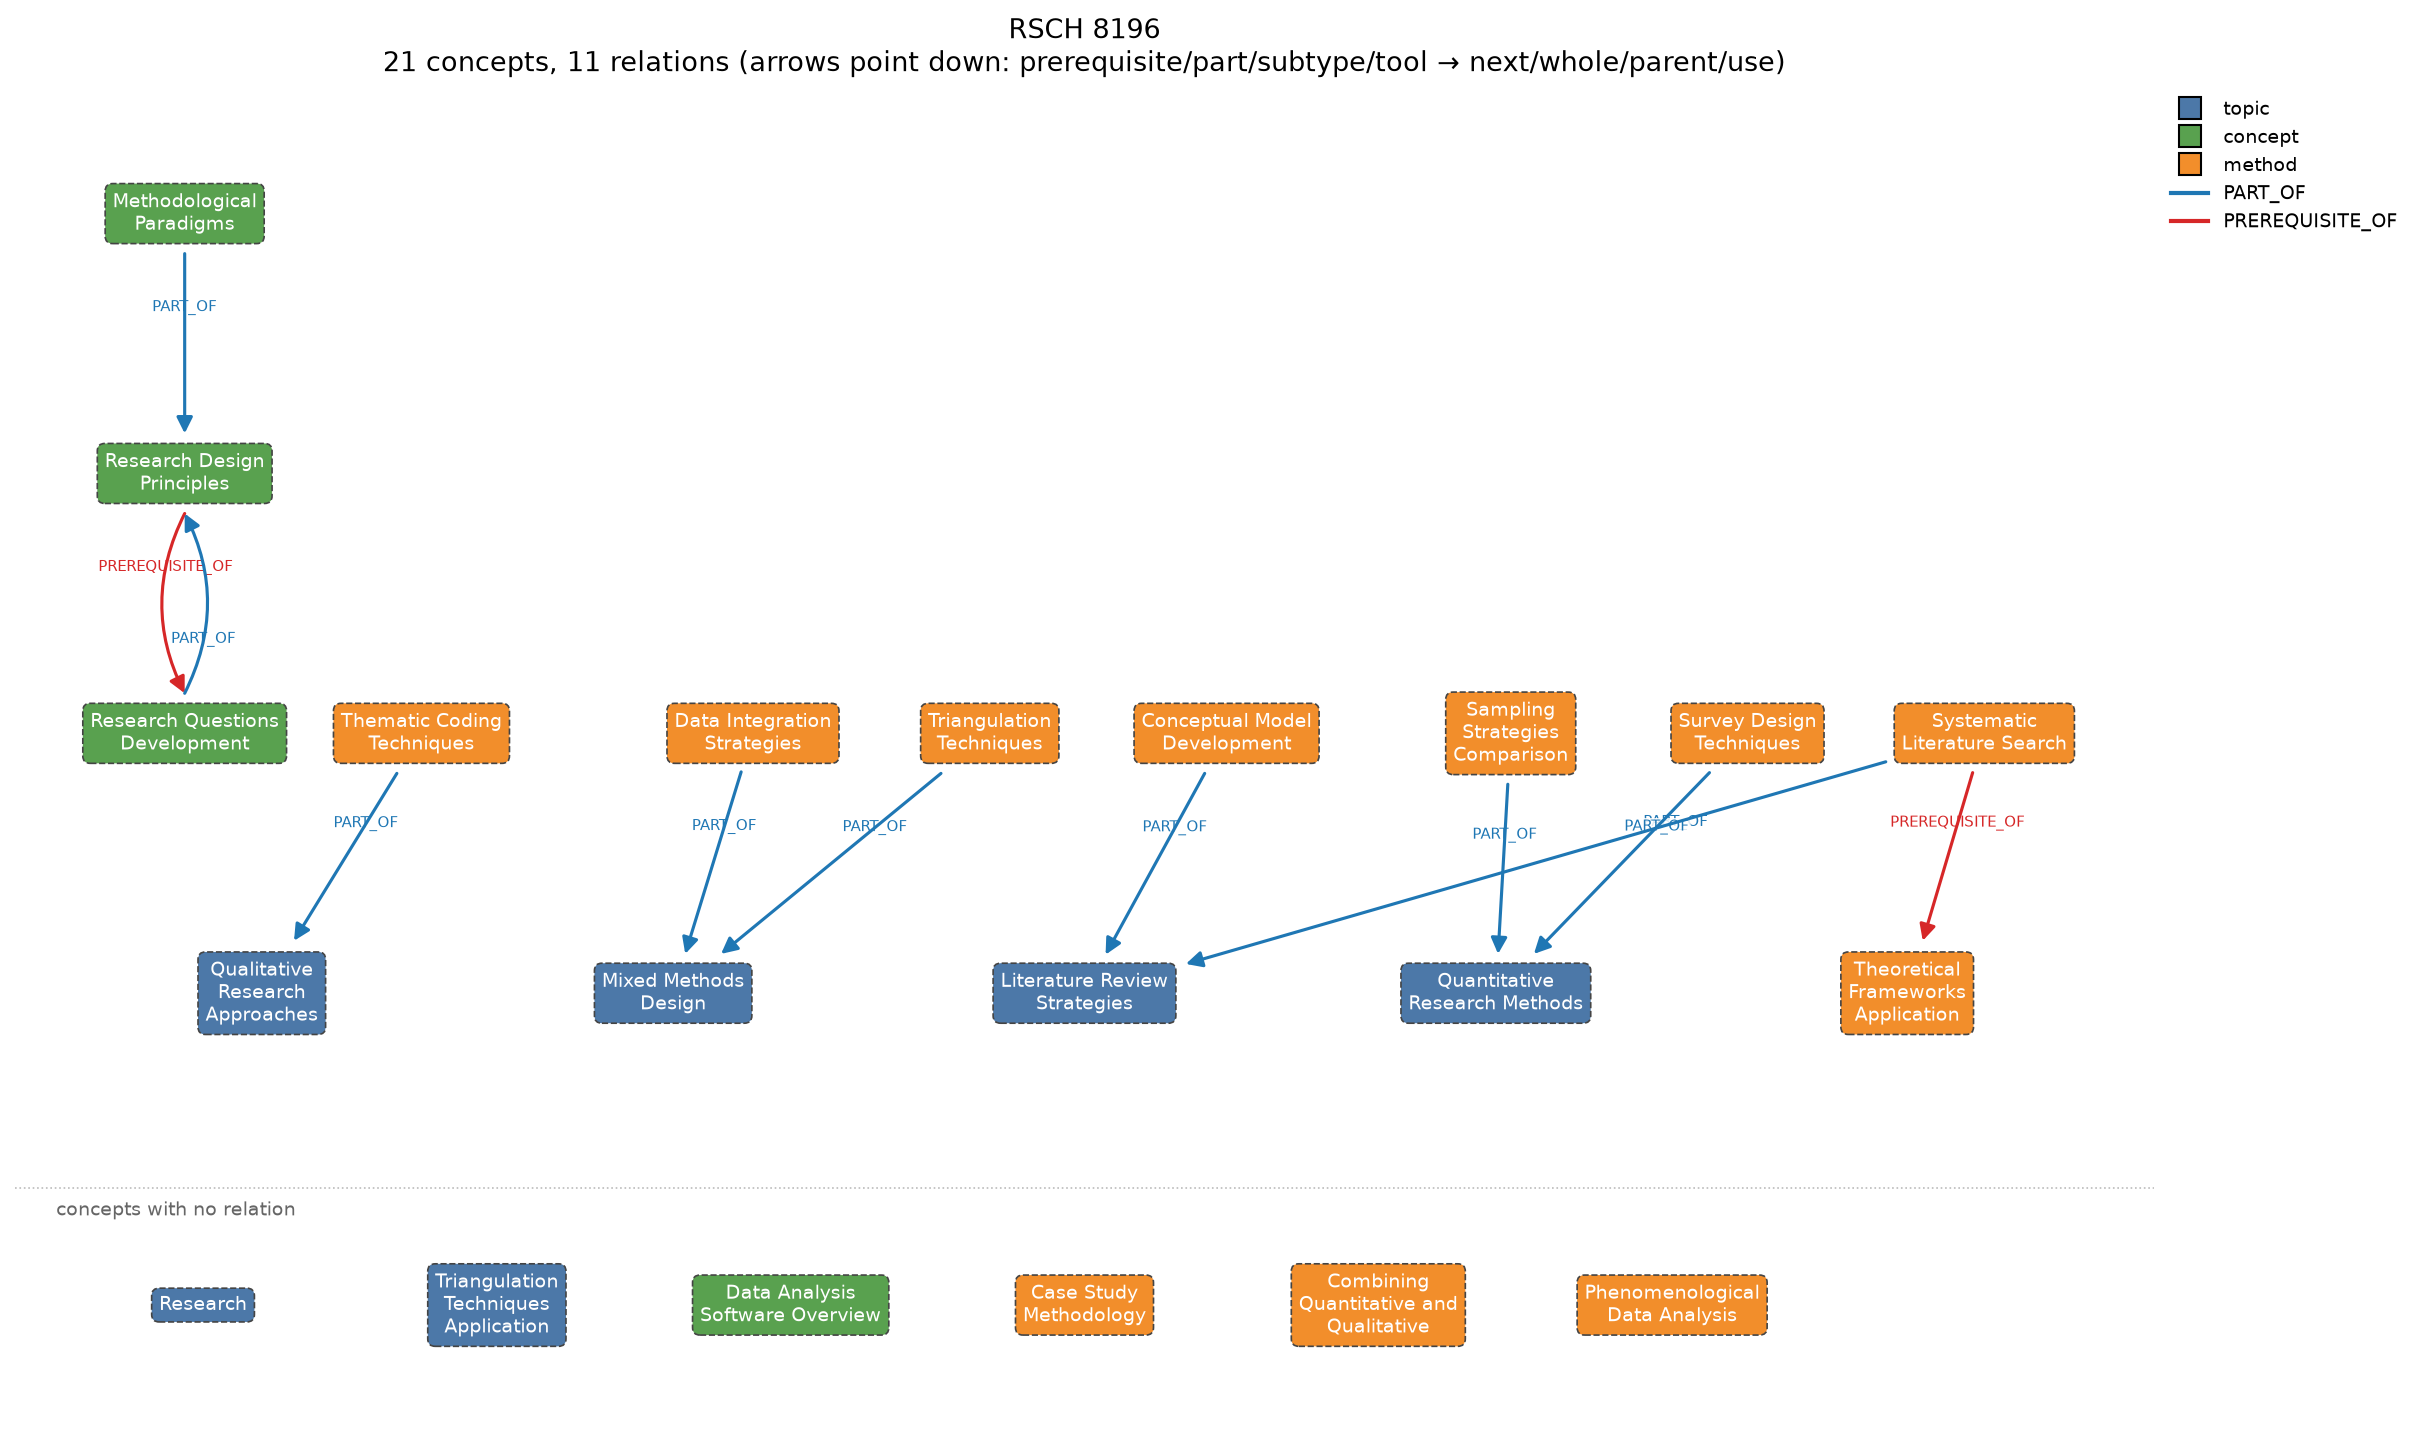 RSCH 8196
21 concepts, 11 relations (arrows point down: prerequisite/part/subtype/tool → next/whole/parent/use)
topic
concept
method
PART_OF
PREREQUISITE_OF
Methodological
Paradigms
PART_OF
Research Design
Principles
PREREQUISITE_OF
PART_OF
Research Questions
Development
Thematic Coding
Techniques
Data Integration
Strategies
Triangulation
Techniques
Conceptual Model
Development
Sampling
Strategies
Comparison
Survey Design
Techniques
Systematic
Literature Search
PART_OF
PART_OF
PART_OF
PART_OF
PART_OF
PART_OF
PART_OF
PREREQUISITE_OF
Qualitative
Research
Approaches
Mixed Methods
Design
Literature Review
Strategies
Quantitative
Research Methods
Theoretical
Frameworks
Application
concepts with no relation
Research
Triangulation
Techniques
Application
Data Analysis
Software Overview
Case Study
Methodology
Combining
Quantitative and
Qualitative
Phenomenological
Data Analysis